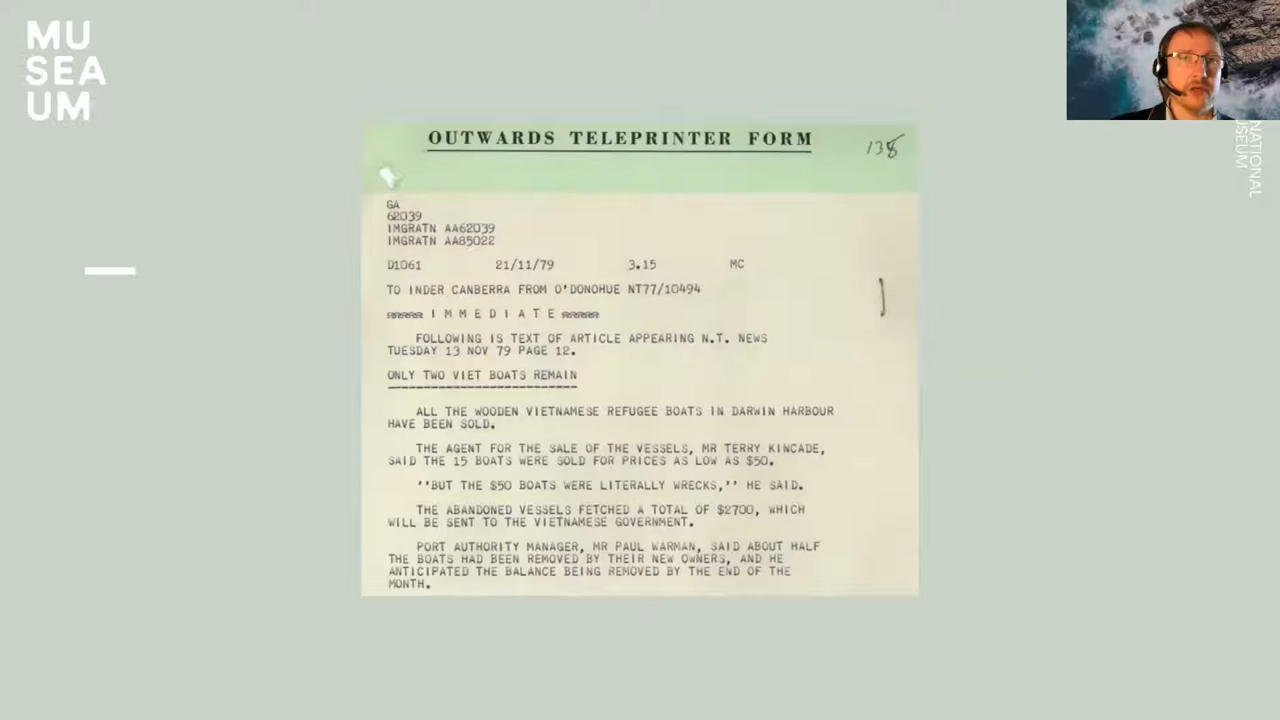 MU
SEA
UM
NATIONAL
USEUM
OUTWARDS TELEPRINTER FORM
138
GA
62039
IMGRATN AA62039
IMGRATN AA85022
D1061 21/11/79 3.15 MC
TO INDER CANBERRA FROM O'DONOHUE NT77/10494
I M M E D I A T E
FOLLOWING IS TEXT OF ARTICLE APPEARING N.T. NEWS
TUESDAY 13 NOV 79 PAGE 12.
ONLY TWO VIET BOATS REMAIN
ALL THE WOODEN VIETNAMESE REFUGEE BOATS IN DARWIN HARBOUR
HAVE BEEN SOLD.
THE AGENT FOR THE SALE OF THE VESSELS, MR TERRY KINCADE,
SAID THE 15 BOATS WERE SOLD FOR PRICES AS LOW AS $50.
''BUT THE $50 BOATS WERE LITERALLY WRECKS,'' HE SAID.
THE ABANDONED VESSELS FETCHED A TOTAL OF $2700, WHICH
WILL BE SENT TO THE VIETNAMESE GOVERNMENT.
PORT AUTHORITY MANAGER, MR PAUL WARMAN, SAID ABOUT HALF
THE BOATS HAD BEEN REMOVED BY THEIR NEW OWNERS, AND HE
ANTICIPATED THE BALANCE BEING REMOVED BY THE END OF THE
MONTH.